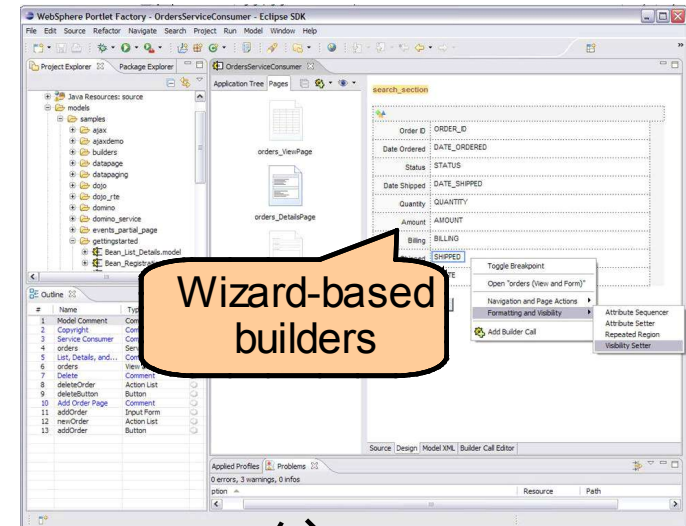 WebSphere Portlet Factory - OrdersServiceConsumer - Eclipse SDK
File Edit Source Refactor Navigate Search Project Run Model Window Help
Project Explorer Package Explorer
Java Resources: source
models
samples
ajax
ajaxdemo
builders
datapage
datapaging
dojo
dojo_rte
domino
domino_service
events_partial_page
gettingstarted
Bean_List_Details.model
Bean_Registratio
OrdersServiceConsumer
Application Tree Pages
orders_ViewPage
orders_DetailsPage
search_section
Order ID ORDER_ID
Date Ordered DATE_ORDERED
Status STATUS
Date Shipped DATE_SHIPPED
Quantity QUANTITY
Amount AMOUNT
Billing BILLING
SHIPPED
Toggle Breakpoint
Open "orders (View and Form)"
Navigation and Page Actions
Formatting and Visibility
Add Builder Call
Attribute Sequencer
Attribute Setter
Repeated Region
Visibility Setter
Wizard-based
builders
Outline
# Name
1 Model Comment
2 Copyright
3 Service Consumer
4 orders
5 List, Details, and...
6 orders
7 Delete Comment
8 deleteOrder Action List
9 deleteButton Button
10 Add Order Page Comment
11 addOrder Input Form
12 newOrder Action List
13 addOrder Button
Source Design Model XML Builder Call Editor
Applied Profiles Problems
0 errors, 3 warnings, 0 infos
ption Resource Path